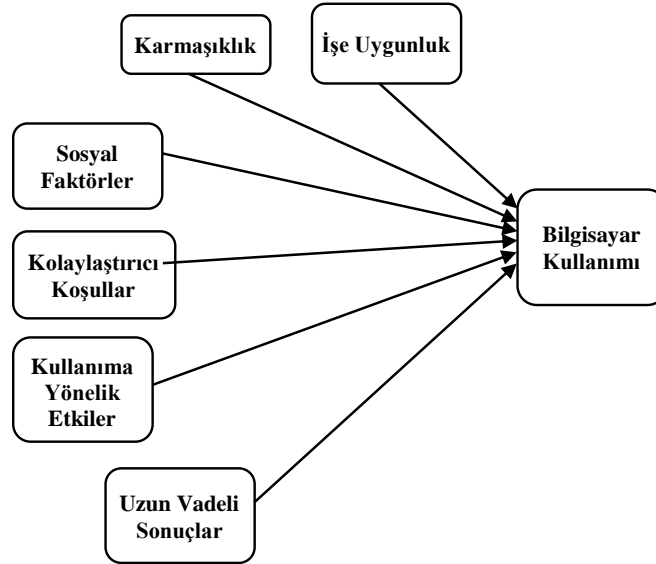 Karmaşıklık
İşe Uygunluk
Sosyal
Faktörler
Kolaylaştırıcı
Koşullar
Kullanıma
Yönelik
Etkiler
Uzun Vadeli
Sonuçlar
Bilgisayar
Kullanımı